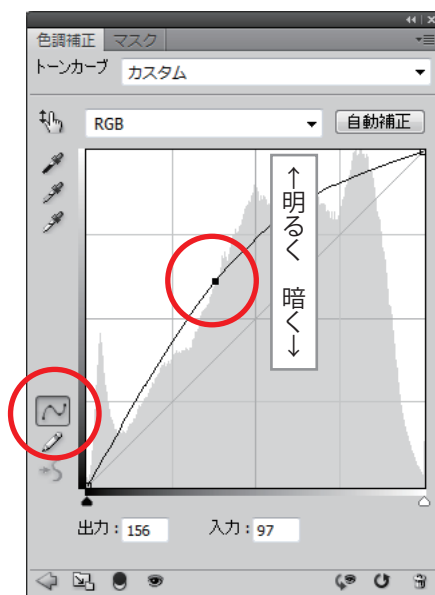 色調補正 マスク
トーンカーブ カスタム
RGB 自動補正
←明るく 暗く→
出力 : 156 入力 : 97